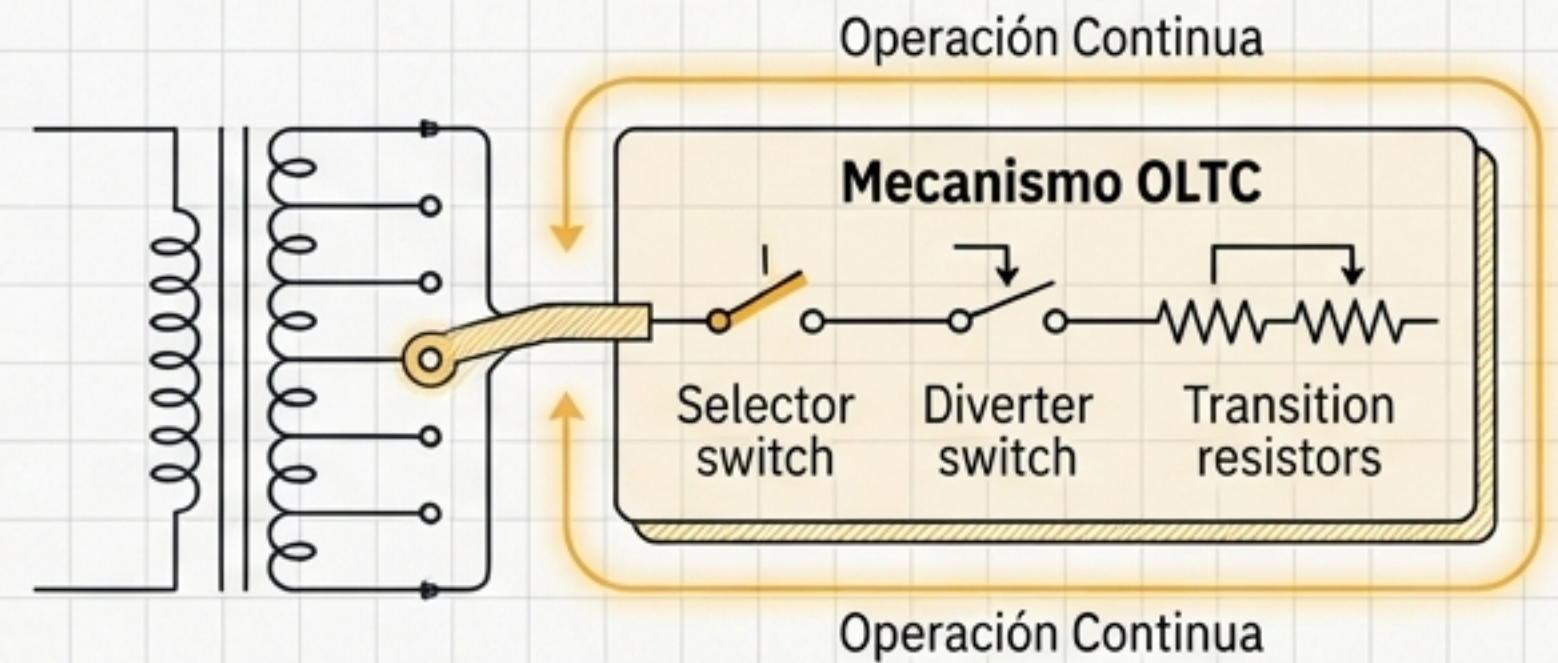 Operación Continua
Mecanismo OLTC
Selector
switch
Diverter
switch
Transition
resistors
Operación Continua